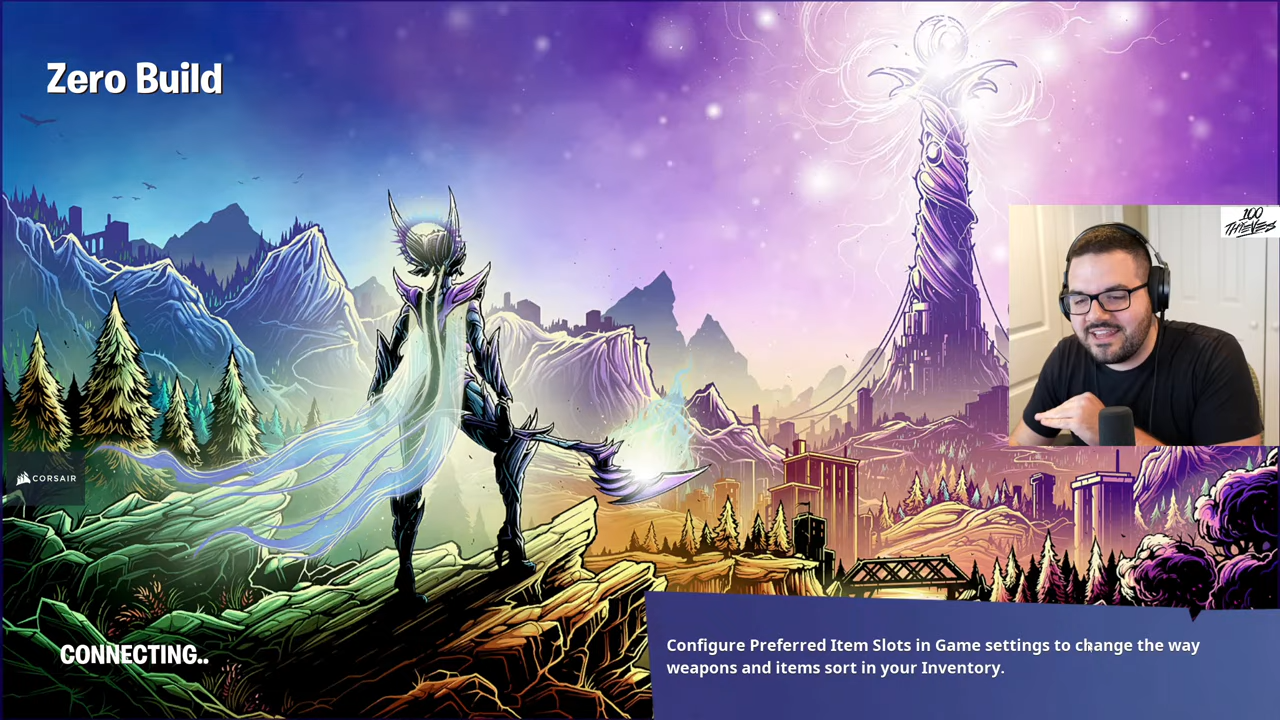 Zero Build
100
THIEVES
CORSAIR
CONNECTING..
Configure Preferred Item Slots in Game settings to change the way
weapons and items sort in your Inventory.